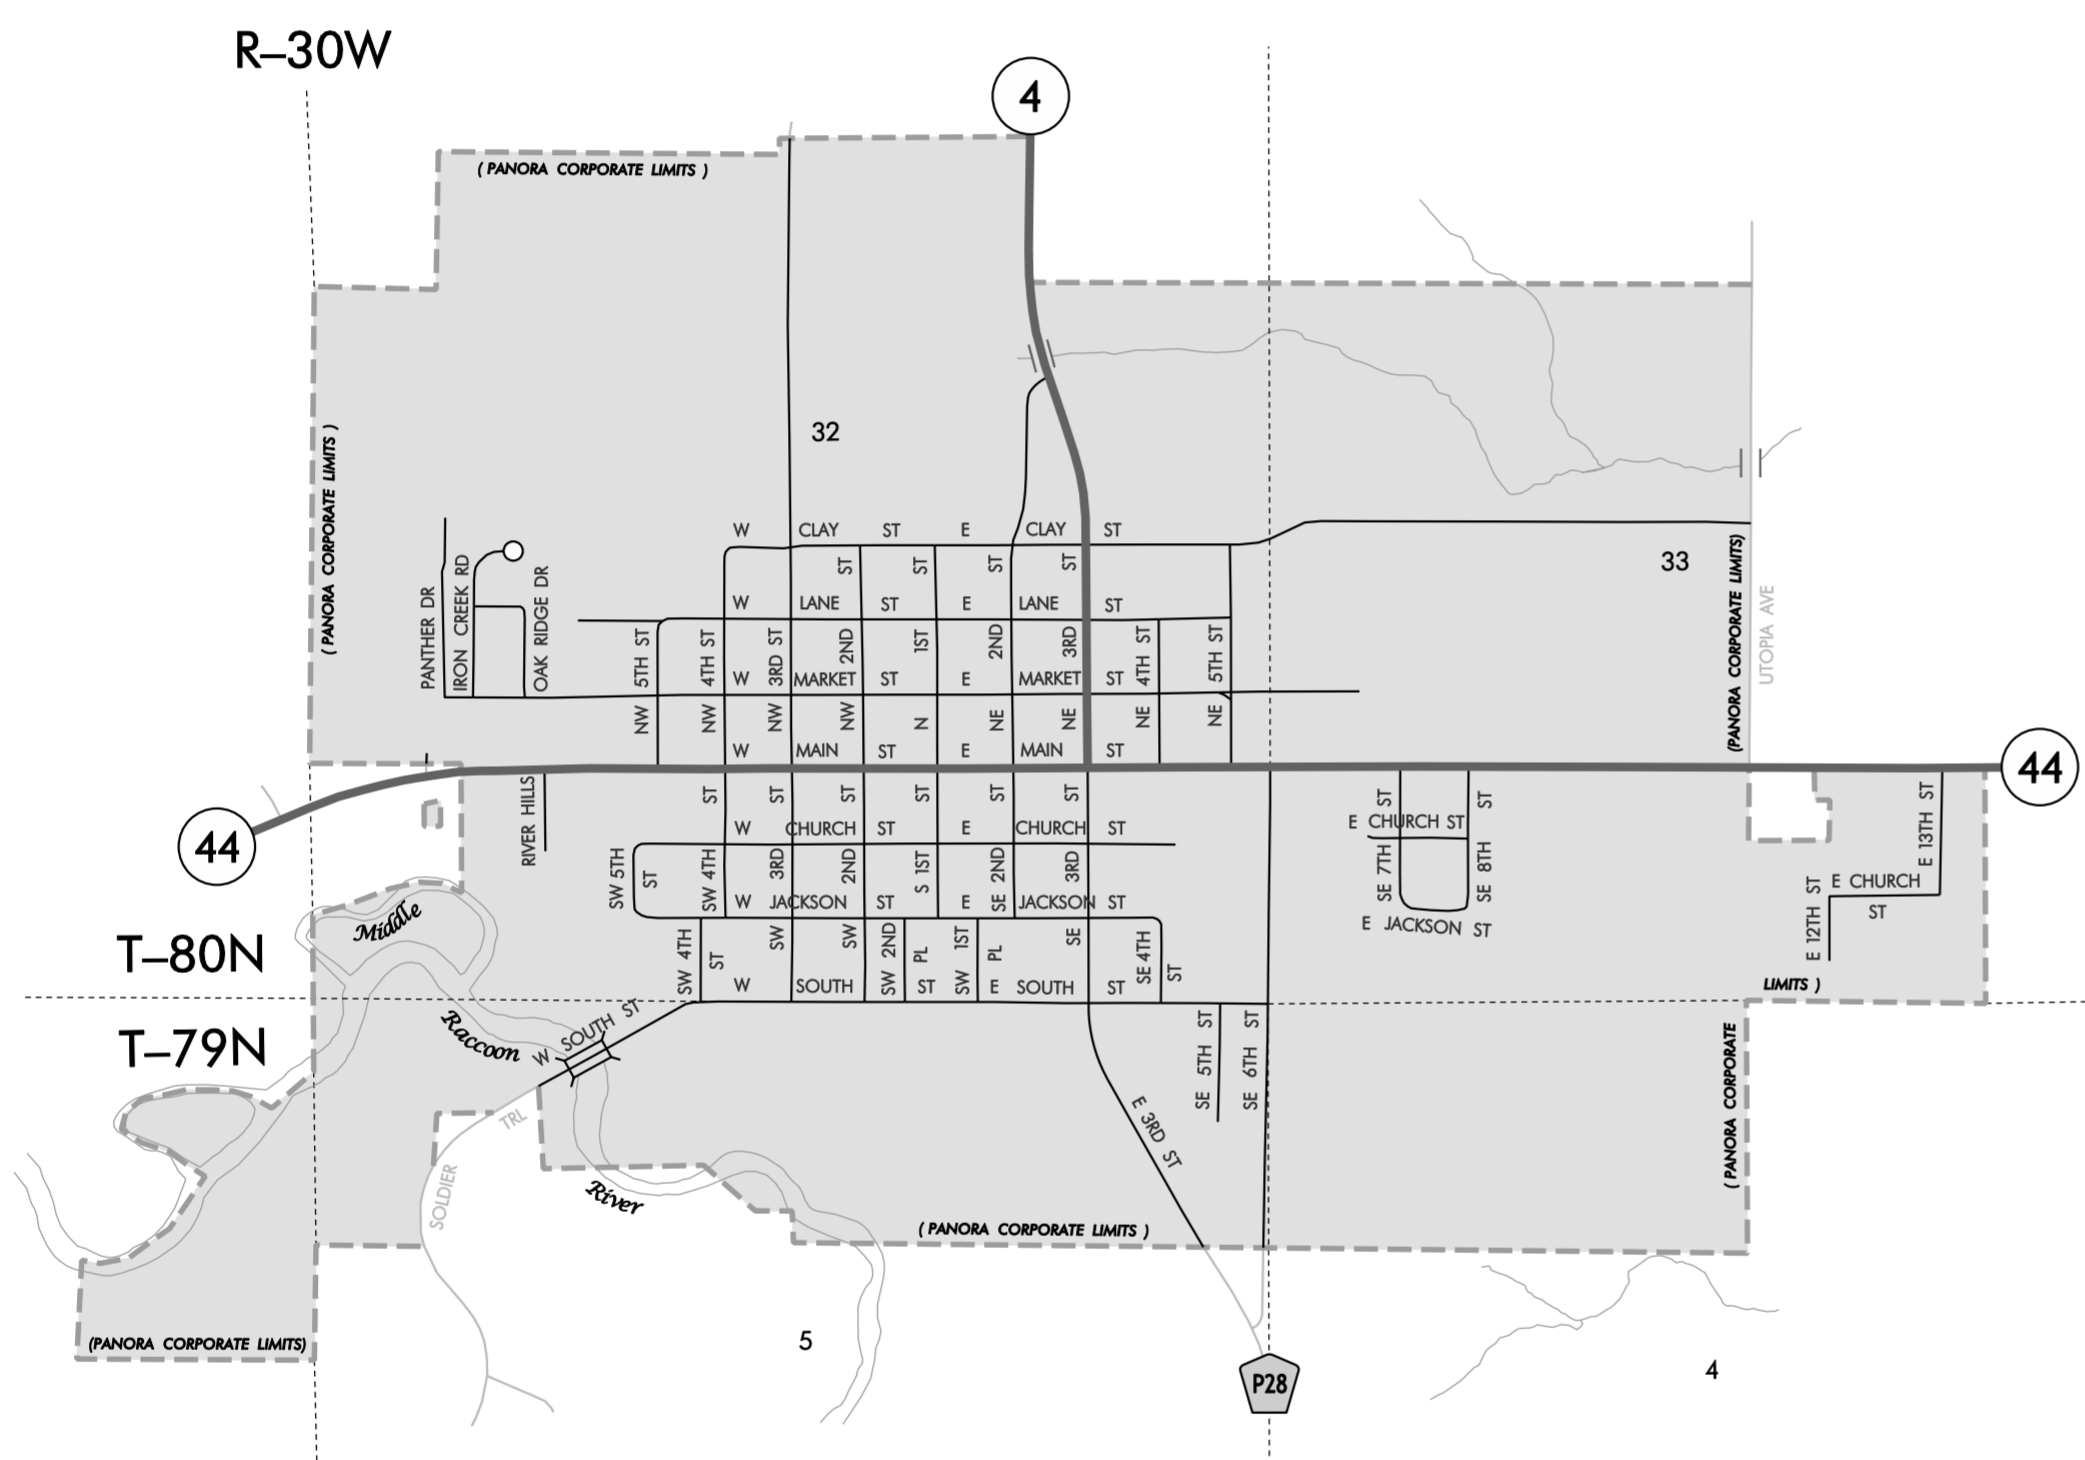 R–30W
4
( PANORA CORPORATE LIMITS )
32
( PANORA CORPORATE LIMITS )
W CLAY ST E CLAY ST
33
( PANORA CORPORATE LIMITS)
UTOPIA AVE
PANTHER DR
IRON CREEK RD
OAK RIDGE DR
W LANE ST E LANE ST
NW 5TH ST
NW 4TH ST
NW 3RD ST
NW 2ND ST
N 1ST ST
NE 2ND ST
NE 3RD ST
NE 4TH ST
NE 5TH ST
W MARKET ST E MARKET ST
W MAIN ST E MAIN ST
44
44
RIVER HILLS
W CHURCH ST E CHURCH ST
E CHURCH ST
SW 5TH ST
SW 4TH ST
SW 3RD ST
SW 2ND ST
S 1ST ST
SE 2ND ST
SE 3RD ST
SE 7TH ST
SE 8TH ST
E 13TH ST
E CHURCH ST
E 12TH ST
W JACKSON ST E JACKSON ST
E JACKSON ST
Middle
T–80N
SW 4TH ST
SW 2ND PL
SW 1ST PL
SE 4TH ST
W SOUTH ST E SOUTH ST
LIMITS )
( PANORA CORPORATE
T–79N
Raccoon
W SOUTH ST
SE 5TH ST
SE 6TH ST
E 3RD ST
SOLDIER TRL
River
( PANORA CORPORATE LIMITS )
(PANORA CORPORATE LIMITS)
5
P28
4